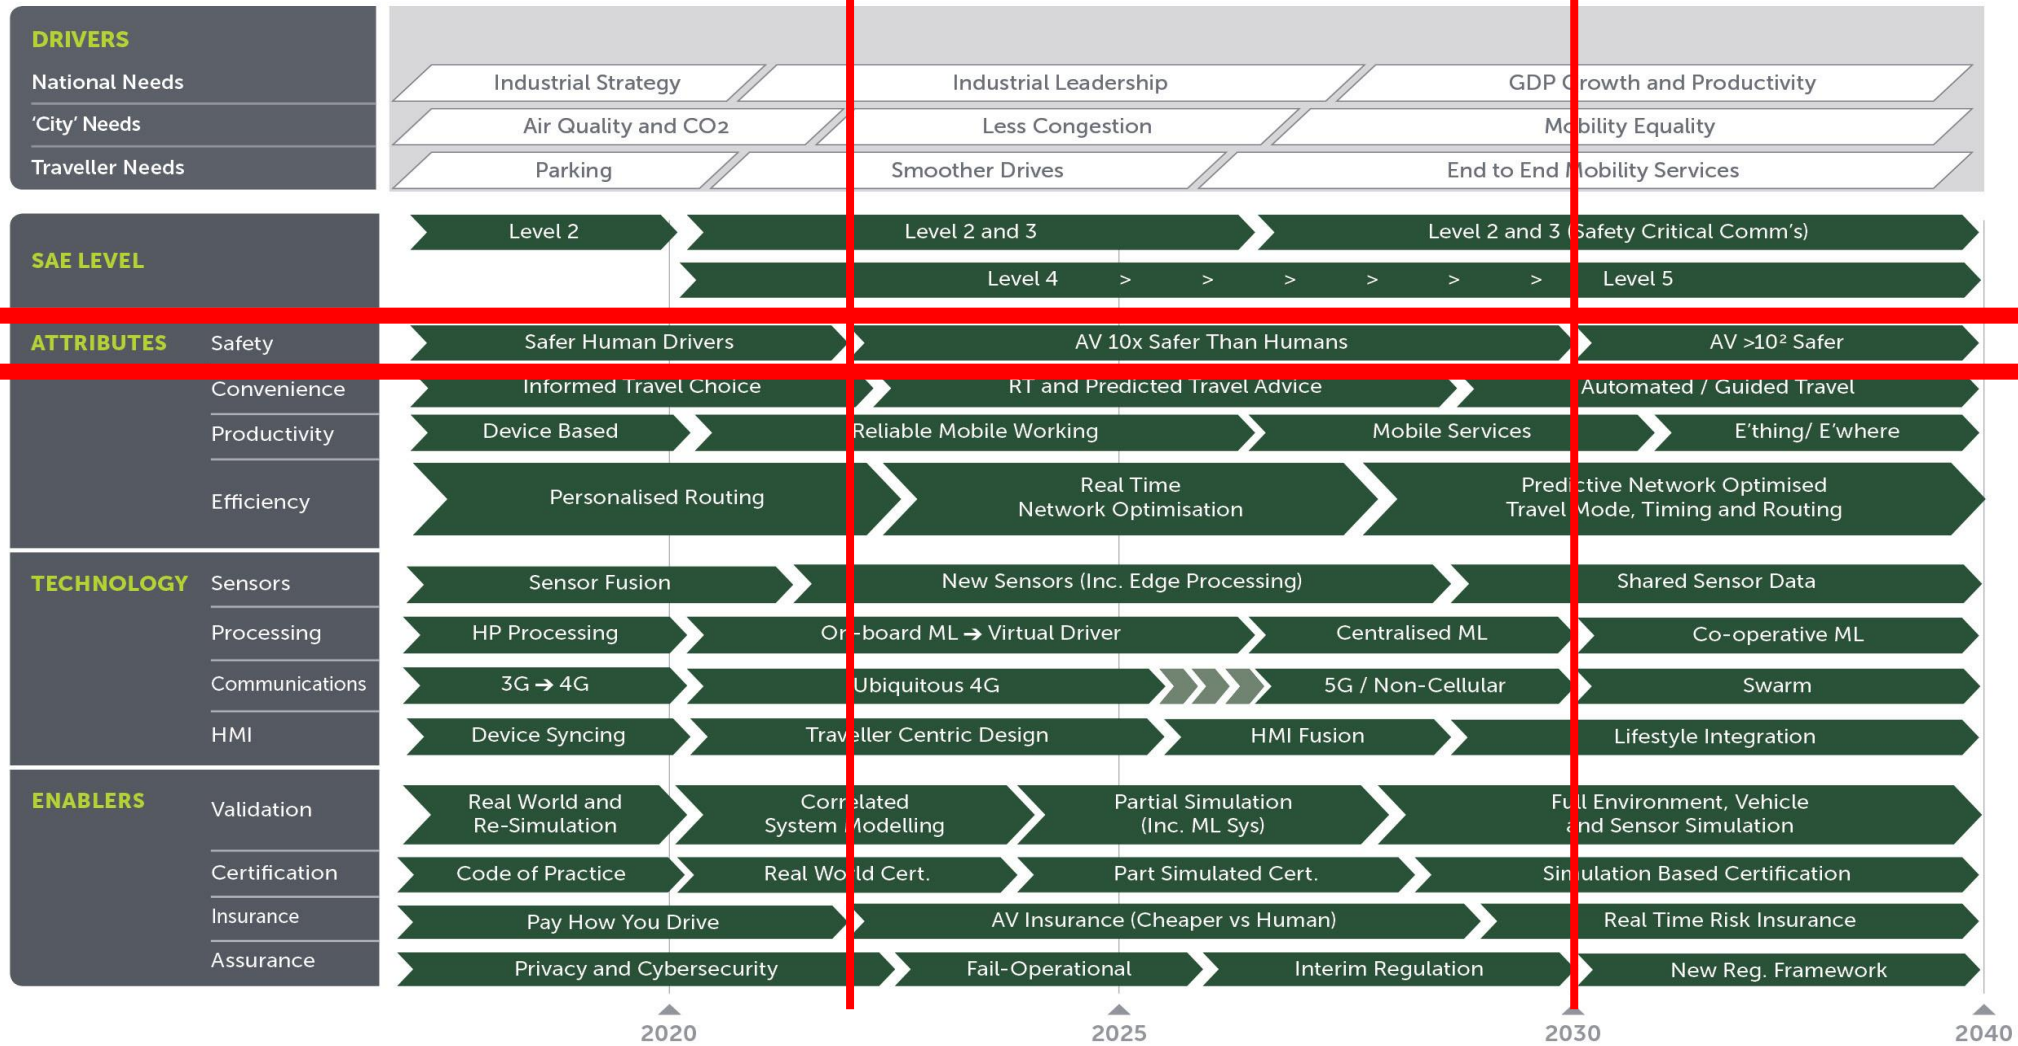 DRIVERS
National Needs
Industrial Strategy
Industrial Leadership
GDP Growth and Productivity
‘City’ Needs
Air Quality and CO2
Less Congestion
Mobility Equality
Traveller Needs
Parking
Smoother Drives
End to End Mobility Services
SAE LEVEL
Level 2
Level 2 and 3
Level 2 and 3 (Safety Critical Comm’s)
Level 4 > > > > > > Level 5
ATTRIBUTES
Safety
Safer Human Drivers
AV 10x Safer Than Humans
AV >10² Safer
Convenience
Informed Travel Choice
RT and Predicted Travel Advice
Automated / Guided Travel
Productivity
Device Based
Reliable Mobile Working
Mobile Services
E’thing/ E’where
Efficiency
Personalised Routing
Real Time
Network Optimisation
Predictive Network Optimised
Travel Mode, Timing and Routing
TECHNOLOGY
Sensors
Sensor Fusion
New Sensors (Inc. Edge Processing)
Shared Sensor Data
Processing
HP Processing
On-board ML ➔ Virtual Driver
Centralised ML
Co-operative ML
Communications
3G ➔ 4G
Ubiquitous 4G
5G / Non-Cellular
Swarm
HMI
Device Syncing
Traveller Centric Design
HMI Fusion
Lifestyle Integration
ENABLERS
Validation
Real World and
Re-Simulation
Correlated
System Modelling
Partial Simulation
(Inc. ML Sys)
Full Environment, Vehicle
and Sensor Simulation
Certification
Code of Practice
Real World Cert.
Part Simulated Cert.
Simulation Based Certification
Insurance
Pay How You Drive
AV Insurance (Cheaper vs Human)
Real Time Risk Insurance
Assurance
Privacy and Cybersecurity
Fail-Operational
Interim Regulation
New Reg. Framework
2020
2025
2030
2040